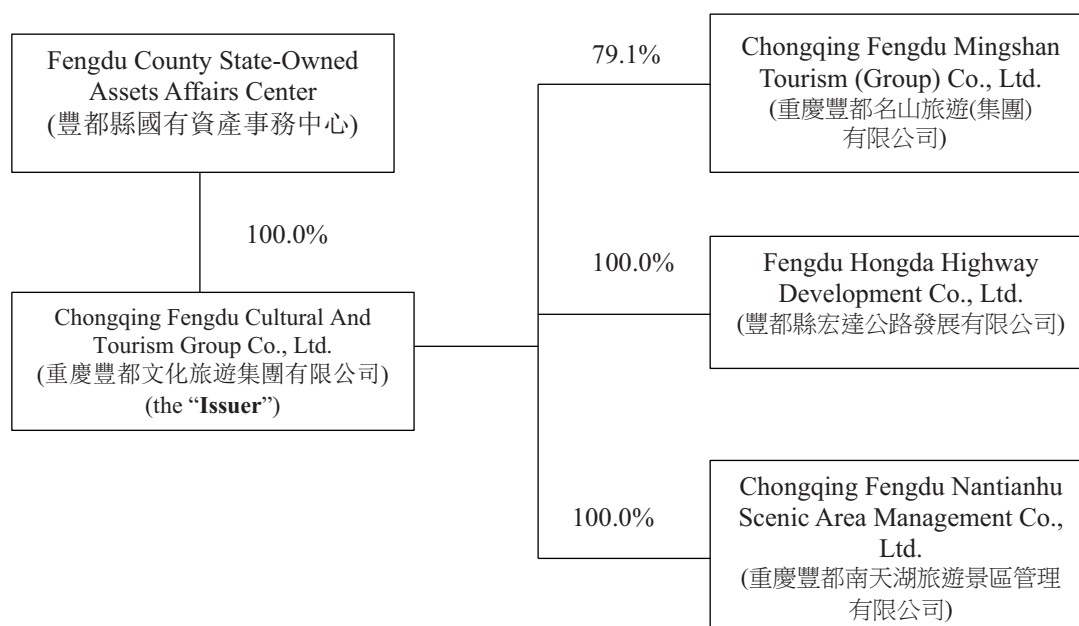 Fengdu County State-Owned
Assets Affairs Center
(豐都縣國有資產事務中心)
100.0%
Chongqing Fengdu Cultural And
Tourism Group Co., Ltd.
(重慶豐都文化旅遊集團有限公司)
(the “Issuer”)
79.1%
Chongqing Fengdu Mingshan
Tourism (Group) Co., Ltd.
(重慶豐都名山旅遊(集團)
有限公司)
100.0%
Fengdu Hongda Highway
Development Co., Ltd.
(豐都縣宏達公路發展有限公司)
100.0%
Chongqing Fengdu Nantianhu
Scenic Area Management Co.,
Ltd.
(重慶豐都南天湖旅遊景區管理
有限公司)